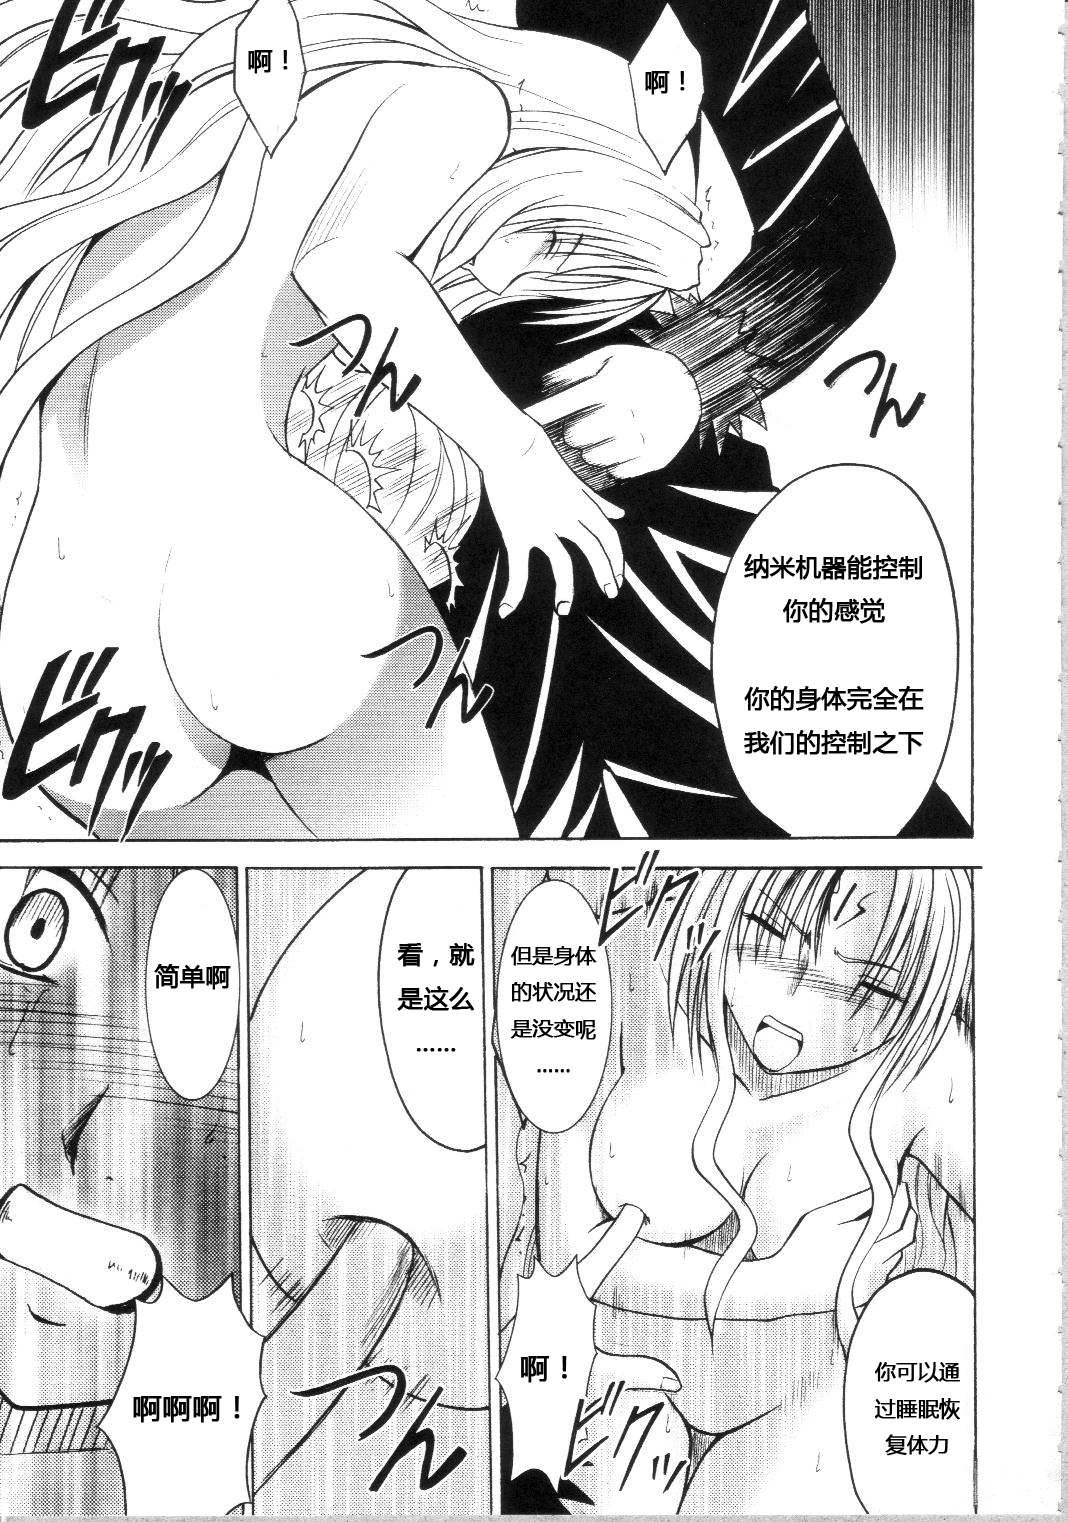 啊！
啊！
ビクッ
つん
つん
纳米机器能控制
你的感觉
你的身体完全在
我们的控制之下
つん
ビクッ
ビクッ
但是身体
的状况还
是没变呢
……
你可以通
过睡眠恢
复体力
啊！
看，就
是这么
……
つん
简单啊
啊啊啊！